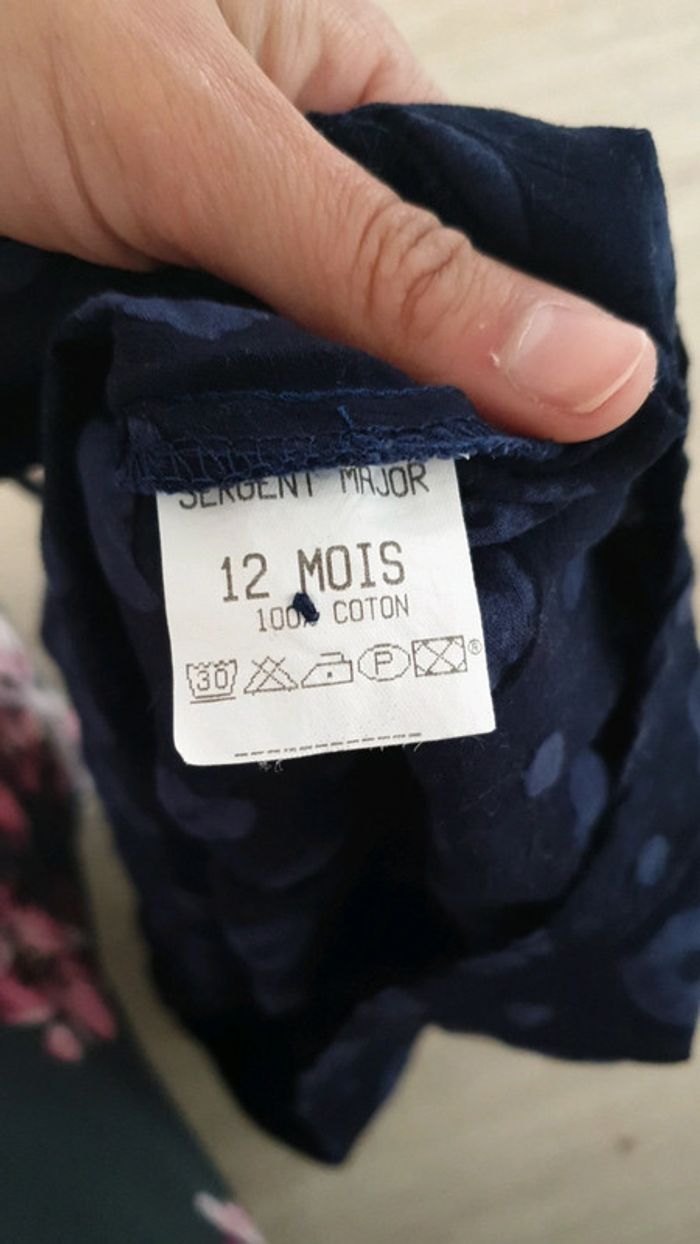 SERGENT MAJOR
12 MOIS
100% COTON
30 P ®